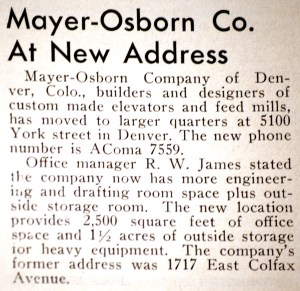 Mayer-Osborn Co.
At New Address
Mayer-Osborn Company of Den-
ver, Colo., builders and designers of
custom made elevators and feed mills,
has moved to larger quarters at 5100
York street in Denver. The new phone
number is AComa 7559.
Office manager R. W. James stated
the company now has more engineer-
ing and drafting room space plus out-
side storage room. The new location
provides 2,500 square feet of office
space and 1½ acres of outside storage
for heavy equipment. The company's
former address was 1717 East Colfax
Avenue.